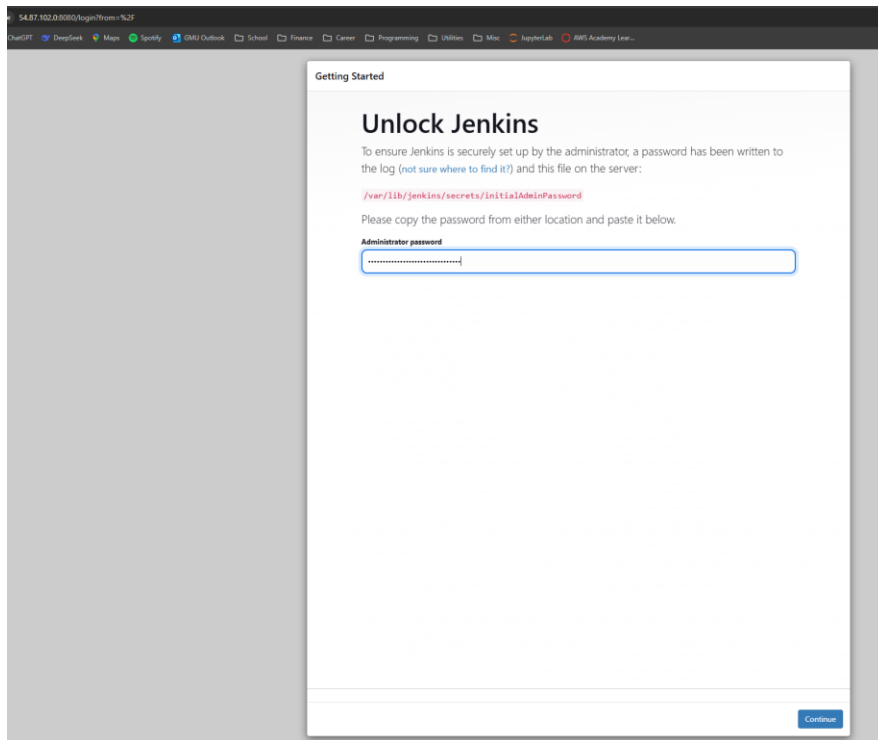 54.87.102.0:8080/login?from=%2F
ChatGPT DeepSeek Maps Spotify GMU Outlook School Finance Career Programming Utilities Misc JupyterLab AWS Academy Lear...
Getting Started
Unlock Jenkins
To ensure Jenkins is securely set up by the administrator, a password has been written to
the log (not sure where to find it?) and this file on the server:
/var/lib/jenkins/secrets/initialAdminPassword
Please copy the password from either location and paste it below.
Administrator password
Continue